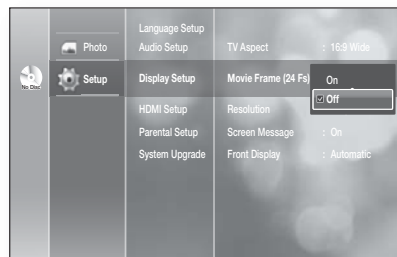 Language Setup
Photo Audio Setup TV Aspect : 16:9 Wide
No Disc Setup Display Setup Movie Frame (24 Fs) On
Off
HDMI Setup Resolution
Parental Setup Screen Message : On
System Upgrade Front Display : Automatic